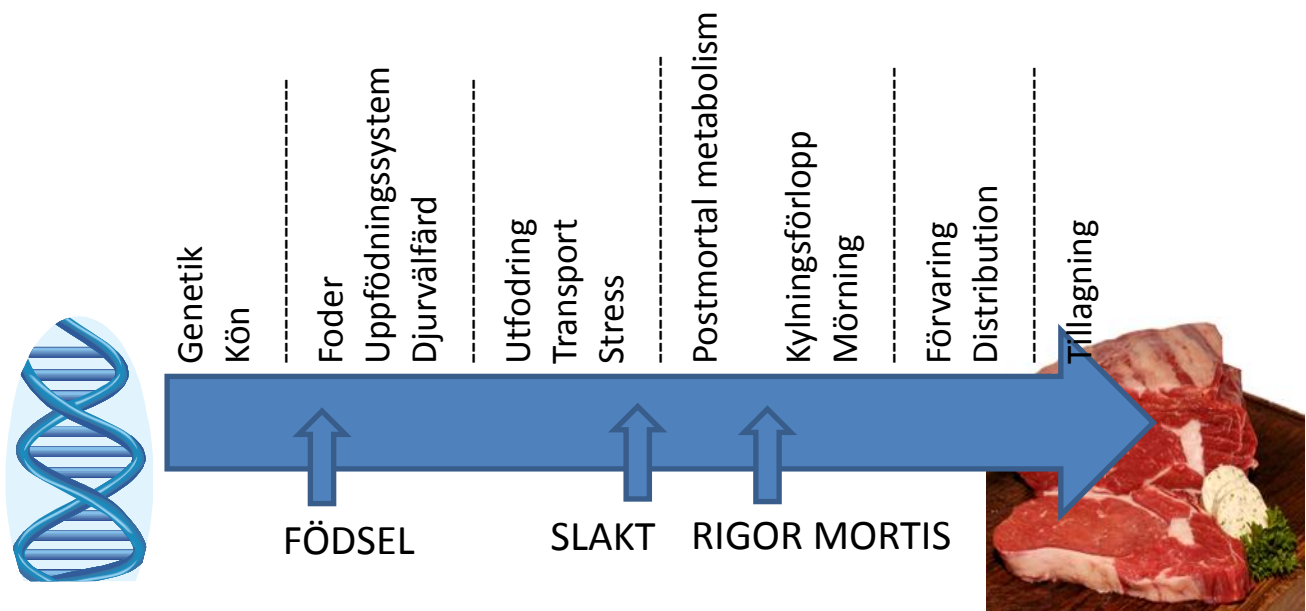 Genetik
Kön
Foder
Uppfödningssystem
Djurvälfärd
Utfodring
Transport
Stress
Postmortal metabolism
Kylningsförlopp
Mörning
Förvaring
Distribution
Tillagning
FÖDSEL
SLAKT
RIGOR MORTIS